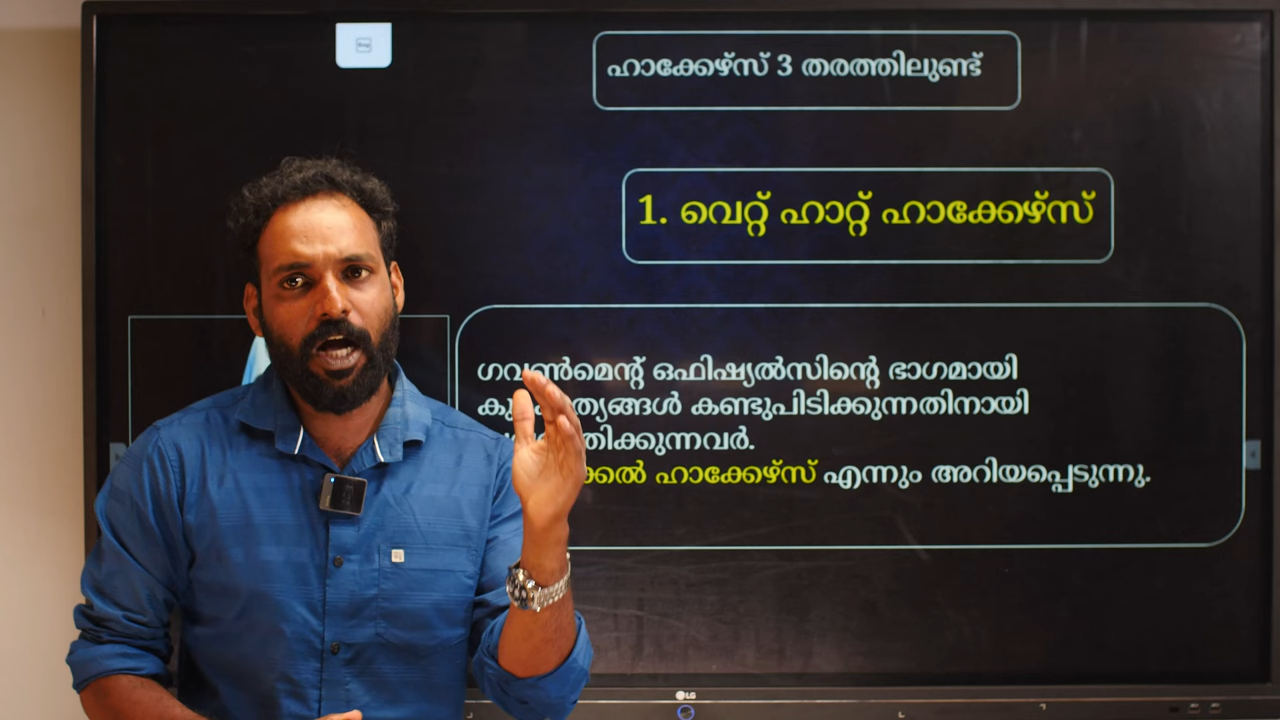 ഹാക്കേഴ്സ് 3 തരത്തിലുണ്ട്
1. വെറ്റ് ഹാറ്റ് ഹാക്കേഴ്സ്
ഗവൺമെന്റ് ഒഫിഷ്യൽസിന്റെ ഭാഗമായി
കണ്ടുപിടിക്കുന്നതിനായി
ഹാക്കേഴ്സ് എന്നും അറിയപ്പെടുന്നു.
LG